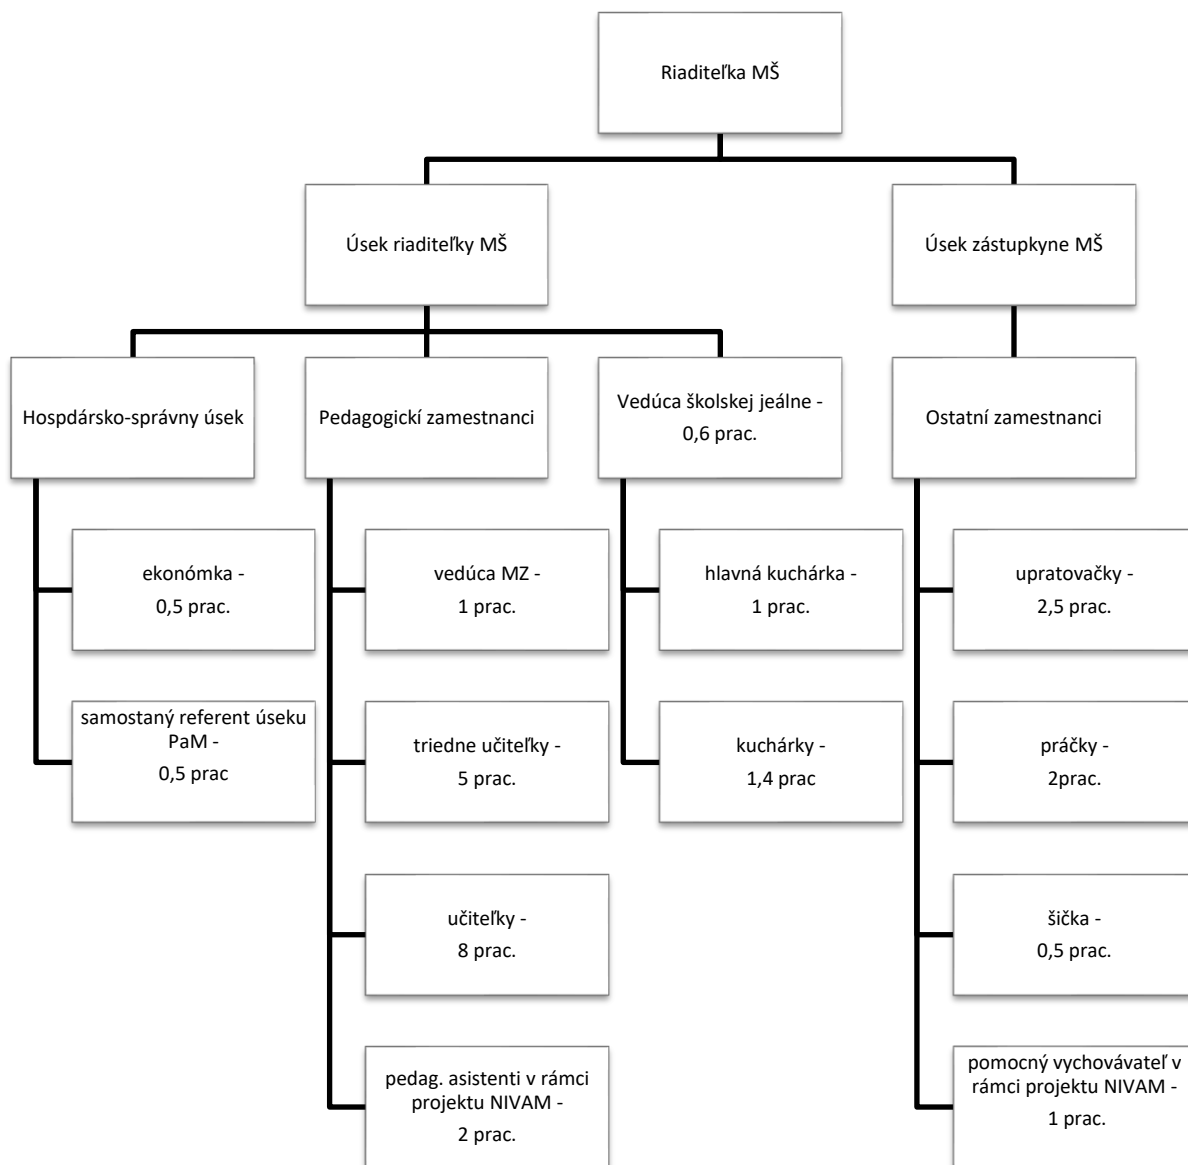 Riaditeľka MŠ
Úsek riaditeľky MŠ
Úsek zástupkyne MŠ
Hospdársko-správny úsek
Pedagogickí zamestnanci
Vedúca školskej jeálne -
0,6 prac.
Ostatní zamestnanci
ekonómka -
0,5 prac.
vedúca MZ -
1 prac.
hlavná kuchárka -
1 prac.
upratovačky -
2,5 prac.
samostaný referent úseku
PaM -
0,5 prac
triedne učiteľky -
5 prac.
kuchárky -
1,4 prac
práčky -
2prac.
učiteľky -
8 prac.
šička -
0,5 prac.
pedag. asistenti v rámci
projektu NIVAM -
2 prac.
pomocný vychovávateľ v
rámci projektu NIVAM -
1 prac.